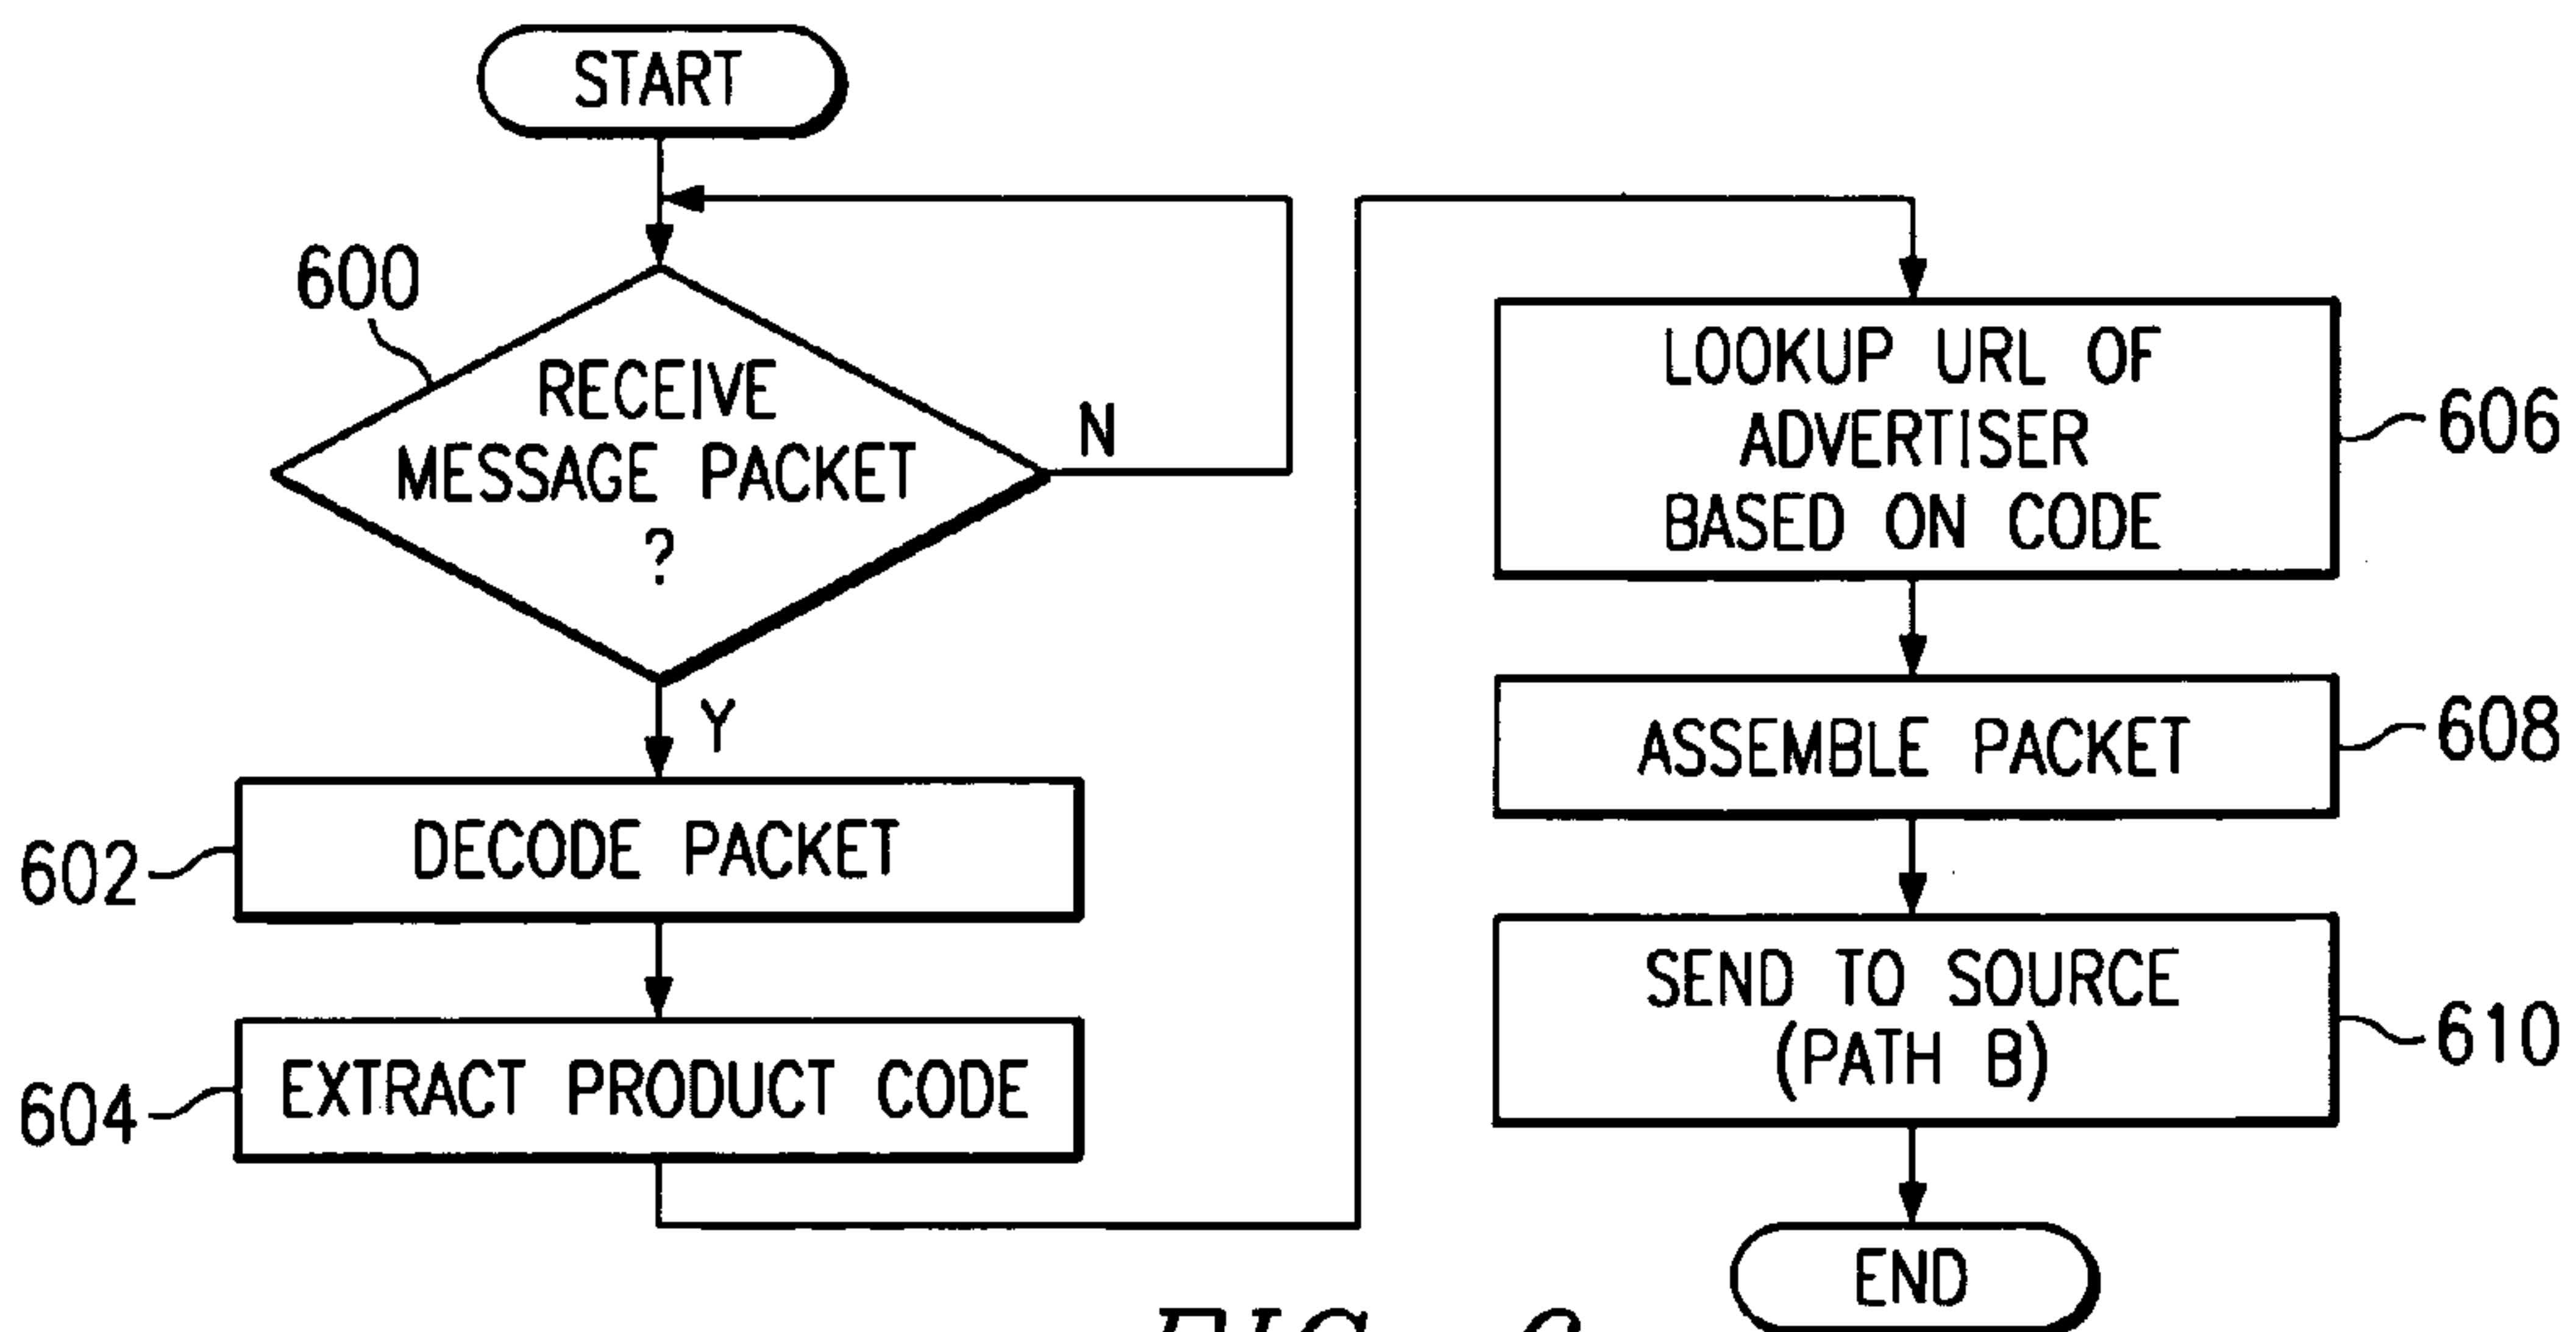 START
600
RECEIVE
MESSAGE PACKET
?
N
Y
602
DECODE PACKET
604
EXTRACT PRODUCT CODE
LOOKUP URL OF
ADVERTISER
BASED ON CODE
606
ASSEMBLE PACKET
608
SEND TO SOURCE
(PATH B)
610
END